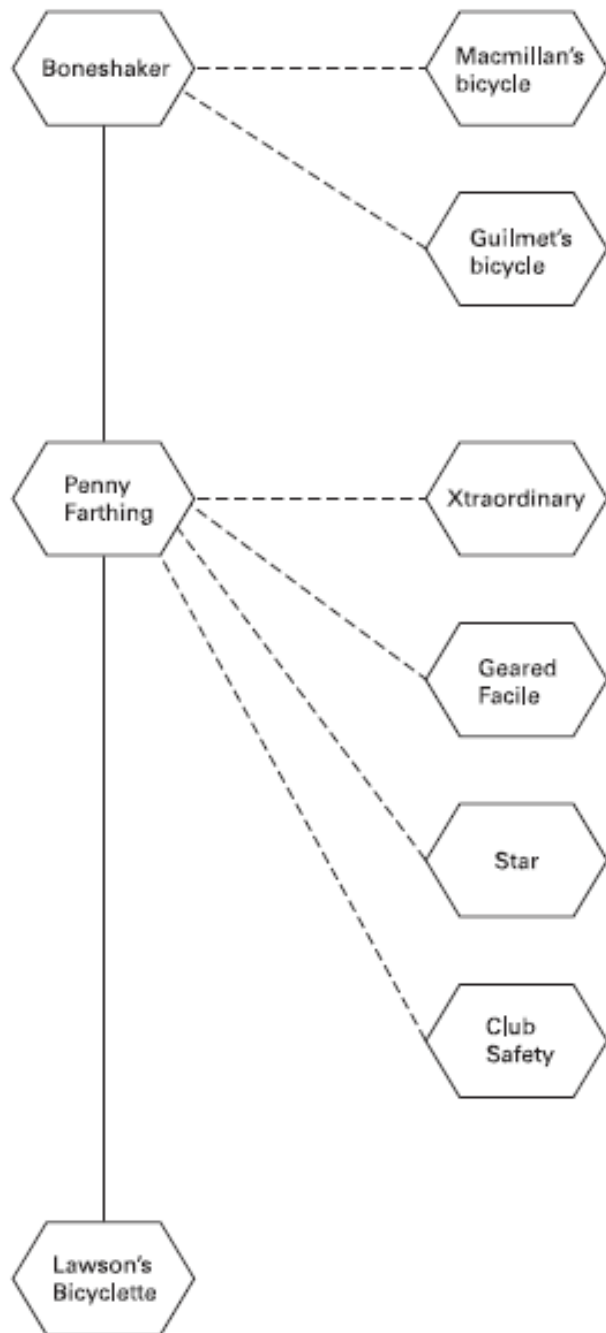 Boneshaker
Macmillan's
bicycle
Guilmet's
bicycle
Penny
Farthing
Xtraordinary
Geared
Facile
Star
Club
Safety
Lawson's
Bicyclette